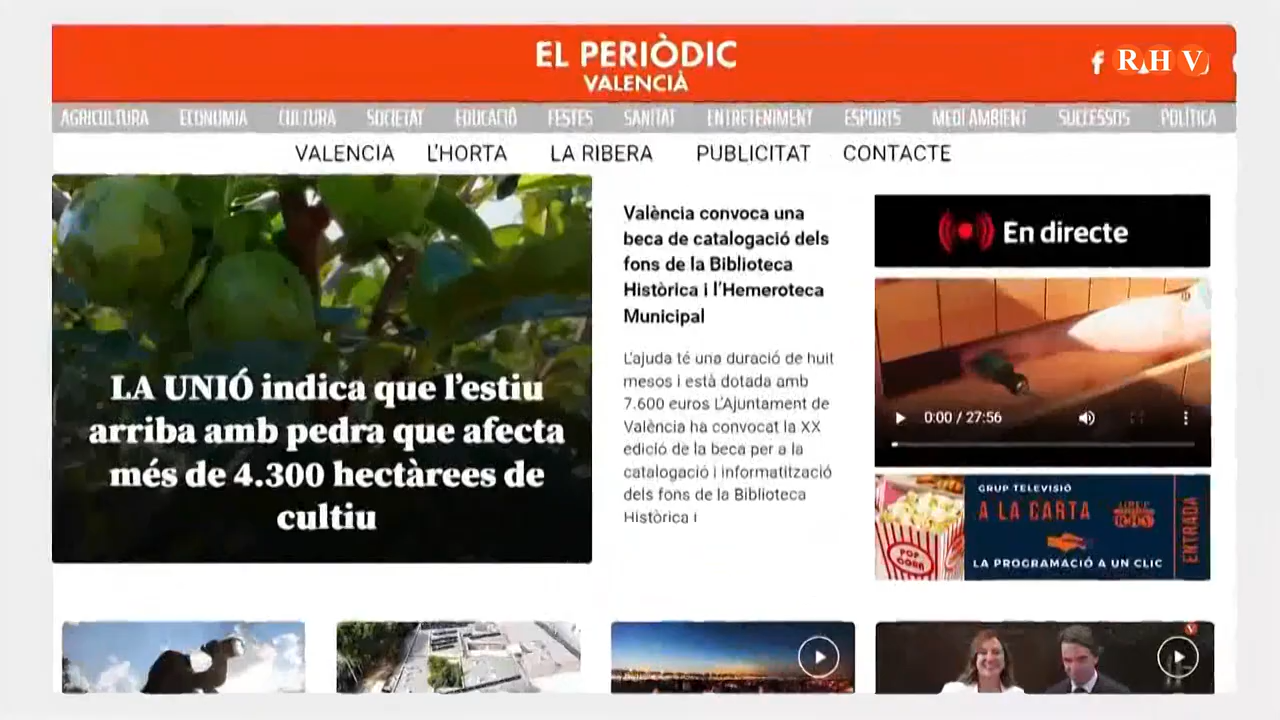 EL PERIÒDIC
VALENCIÀ
RHV
AGRICULTURA ECONOMIA CULTURA SOCIETAT EDUCACIÓ FESTES SANITAT ENTRETENIMENT ESPORTS MEDI AMBIENT SUCCESSOS POLÍTICA
VALENCIA L'HORTA LA RIBERA PUBLICITAT CONTACTE
LA UNIÓ indica que l'estiu
arriba amb pedra que afecta
més de 4.300 hectàrees de
cultiu
València convoca una
beca de catalogació dels
fons de la Biblioteca
Històrica i l'Hemeroteca
Municipal
L'ajuda té una duració de huit
mesos i està dotada amb
7.600 euros L'Ajuntament de
València ha convocat la XX
edició de la beca per a la
catalogació i informatització
dels fons de la Biblioteca
Històrica i
En directe
0:00 / 27:56
GRUP TELEVISIÓ
A LA CARTA
LA PROGRAMACIÓ A UN CLIC
ENTRADA
POP
CORN